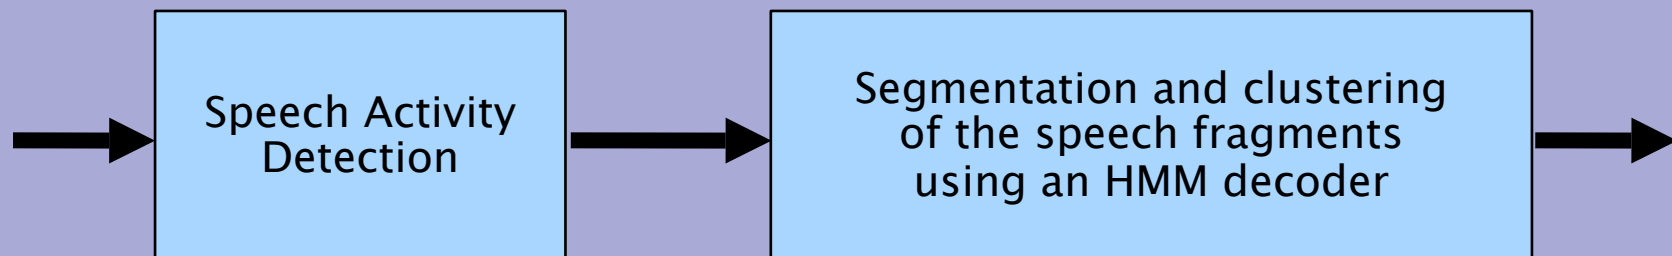 Speech Activity
Detection
Segmentation and clustering
of the speech fragments
using an HMM decoder